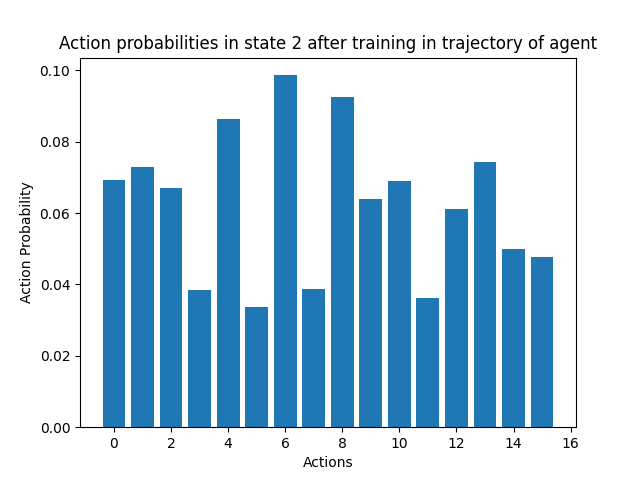 Action probabilities in state 2 after training in trajectory of agent
0.10
0.08
0.06
0.04
0.02
0.00
Action Probability
0 2 4 6 8 10 12 14 16
Actions